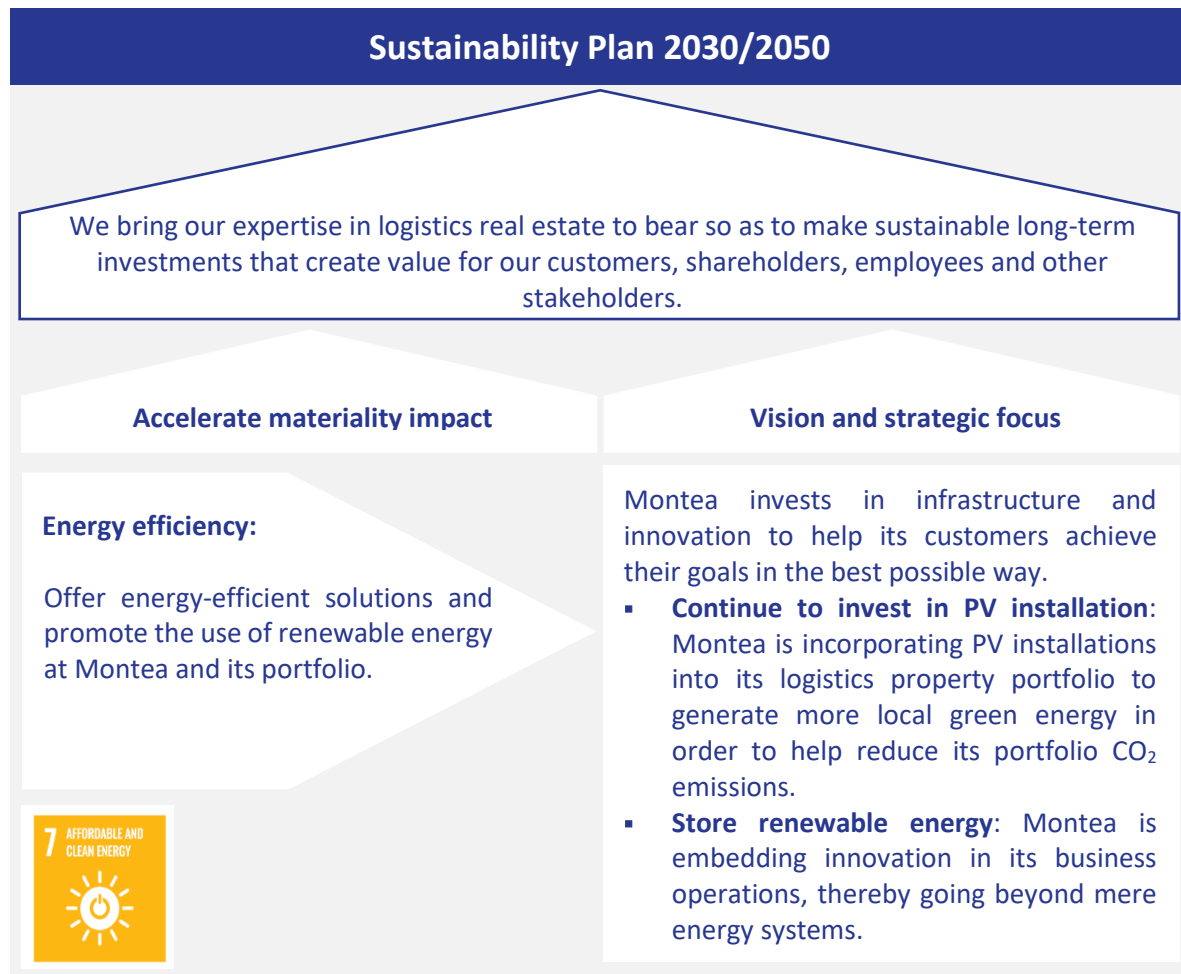 Sustainability Plan 2030/2050
We bring our expertise in logistics real estate to bear so as to make sustainable long-term
investments that create value for our customers, shareholders, employees and other
stakeholders.
Accelerate materiality impact
Vision and strategic focus
Energy efficiency:
Offer energy-efficient solutions and
promote the use of renewable energy
at Montea and its portfolio.
7 AFFORDABLE AND
CLEAN ENERGY
Montea invests in infrastructure and
innovation to help its customers achieve
their goals in the best possible way.
▪ Continue to invest in PV installation:
Montea is incorporating PV installations
into its logistics property portfolio to
generate more local green energy in
order to help reduce its portfolio CO₂
emissions.
▪ Store renewable energy: Montea is
embedding innovation in its business
operations, thereby going beyond mere
energy systems.